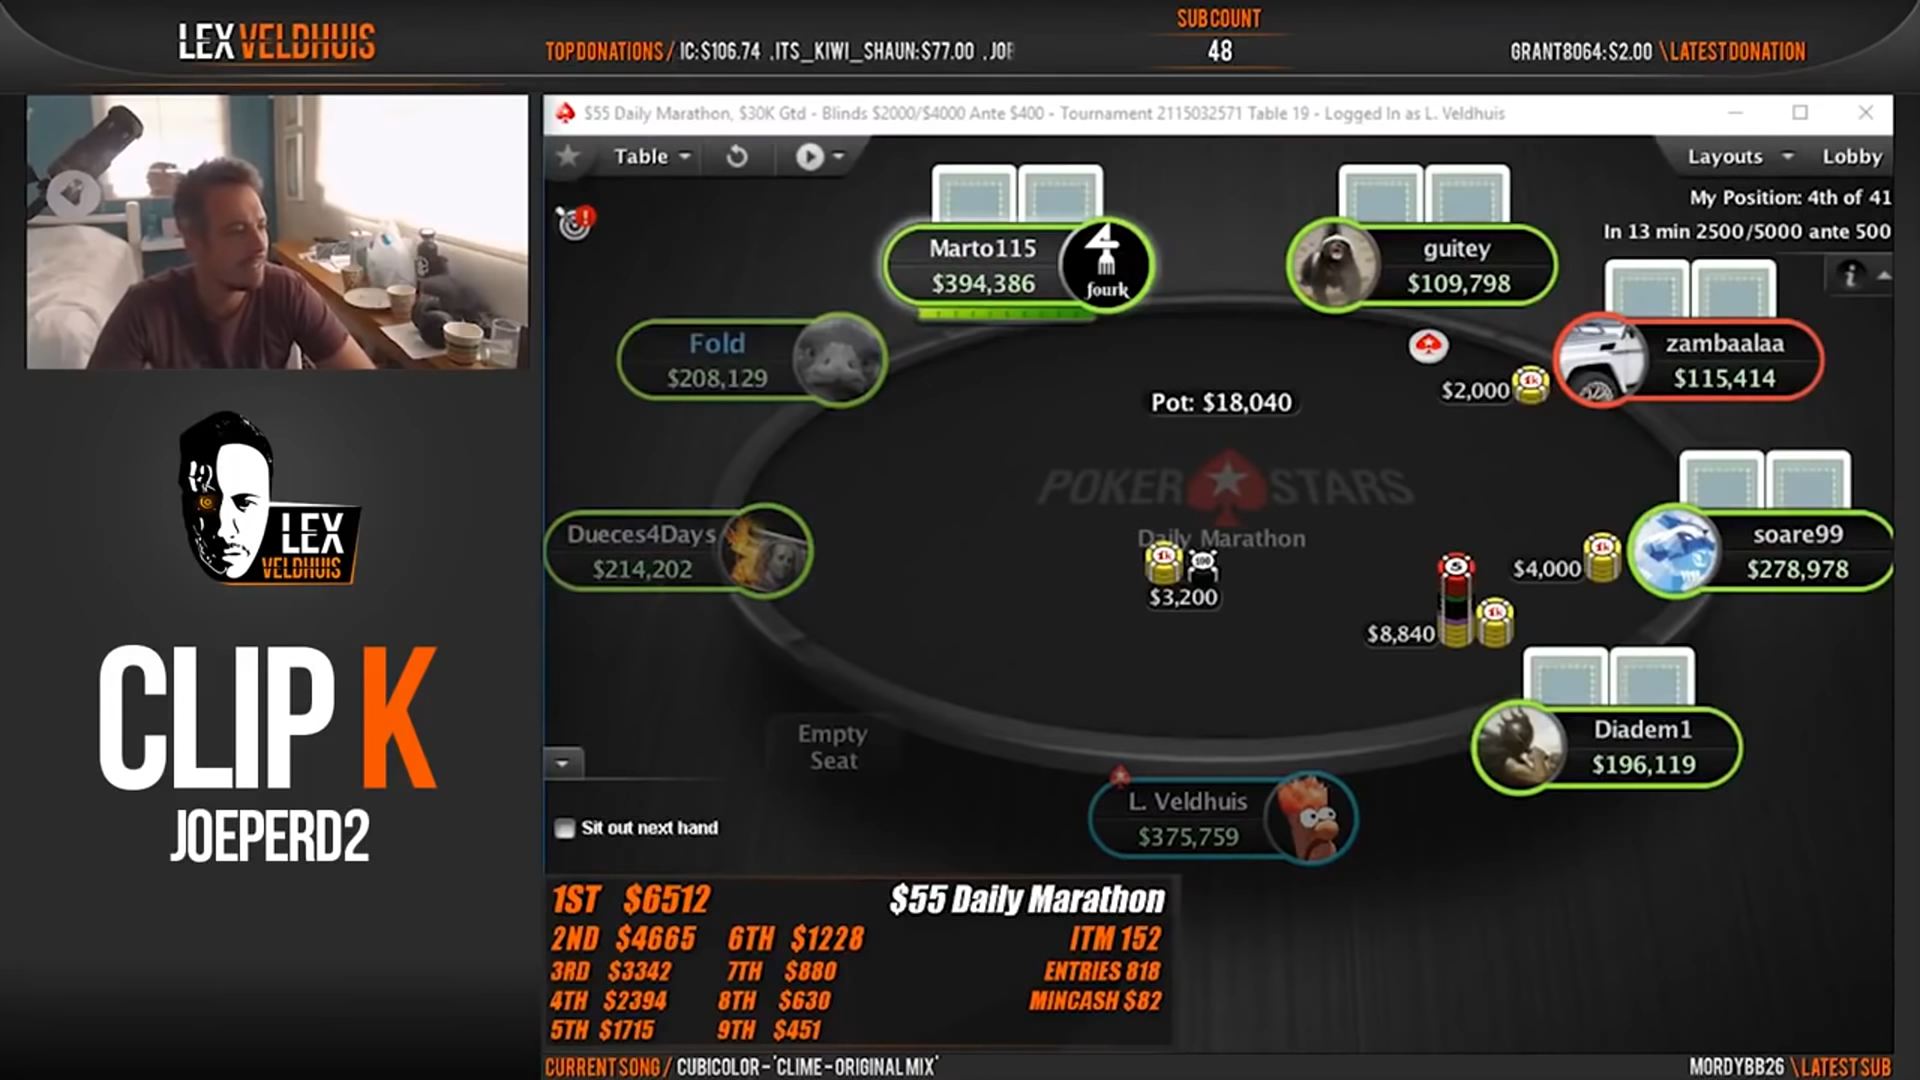 LEX VELDHUIS
TOP DONATIONS / IC:$106.74 .ITS_KIWI_SHAUN:$77.00 .JOE
SUB COUNT
48
GRANT8064:$2.00 \LATEST DONATION
$55 Daily Marathon, $30K Gtd - Blinds $2000/$4000 Ante $400 - Tournament 2115032571 Table 19 - Logged In as L. Veldhuis
Table
Layouts
Lobby
My Position: 4th of 41
In 13 min 2500/5000 ante 500
Marto115
$394,386
fourk
guitey
$109,798
Fold
$208,129
zambaalaa
$115,414
Pot: $18,040
$2,000
POKER STARS
Daily Marathon
Dueces4Days
$214,202
soare99
$278,978
$4,000
$3,200
$8,840
Diadem1
$196,119
Empty
Seat
L. Veldhuis
$375,759
Sit out next hand
LEX
VELDHUIS
CLIP K
JOEPERD2
1ST $6512
$55 Daily Marathon
2ND $4665 6TH $1228
ITM 152
3RD $3342 7TH $880
ENTRIES 818
4TH $2394 8TH $630
MINCASH $82
5TH $1715 9TH $451
CURRENT SONG / CUBICOLOR - 'CLIME - ORIGINAL MIX'
MORDYBB26 \LATEST SUB